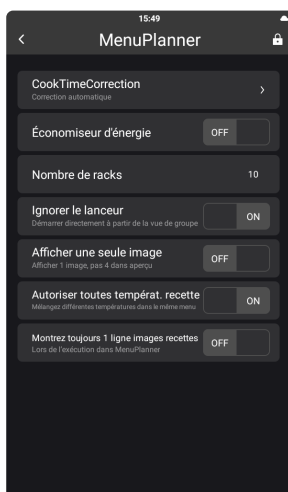 15:49
MenuPlanner
CookTimeCorrection
Correction automatique
Économiseur d'énergie
OFF
Nombre de racks
10
Ignorer le lanceur
Démarrer directement à partir de la vue de groupe
ON
Afficher une seule image
Afficher 1 image, pas 4 dans aperçu
OFF
Autoriser toutes températ. recette
Mélangez différentes températures dans le même menu
ON
Montrez toujours 1 ligne images recettes
Lors de l'exécution dans MenuPlanner
OFF